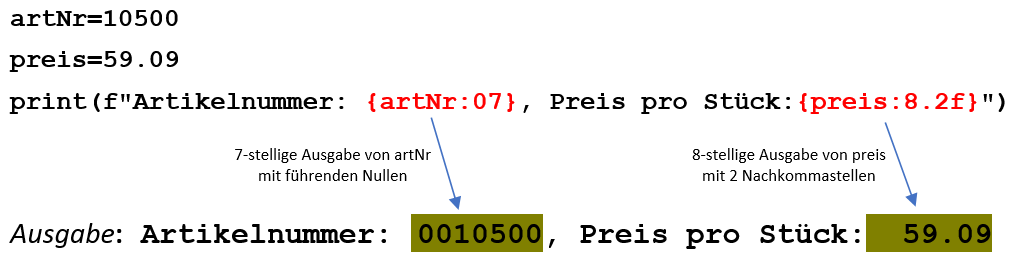 artNr=10500
preis=59.09
print(f"Artikelnummer: {artNr:07}, Preis pro Stück:{preis:8.2f}")
7-stellige Ausgabe von artNr
mit führenden Nullen
8-stellige Ausgabe von preis
mit 2 Nachkommastellen
Ausgabe: Artikelnummer: 0010500, Preis pro Stück:   59.09